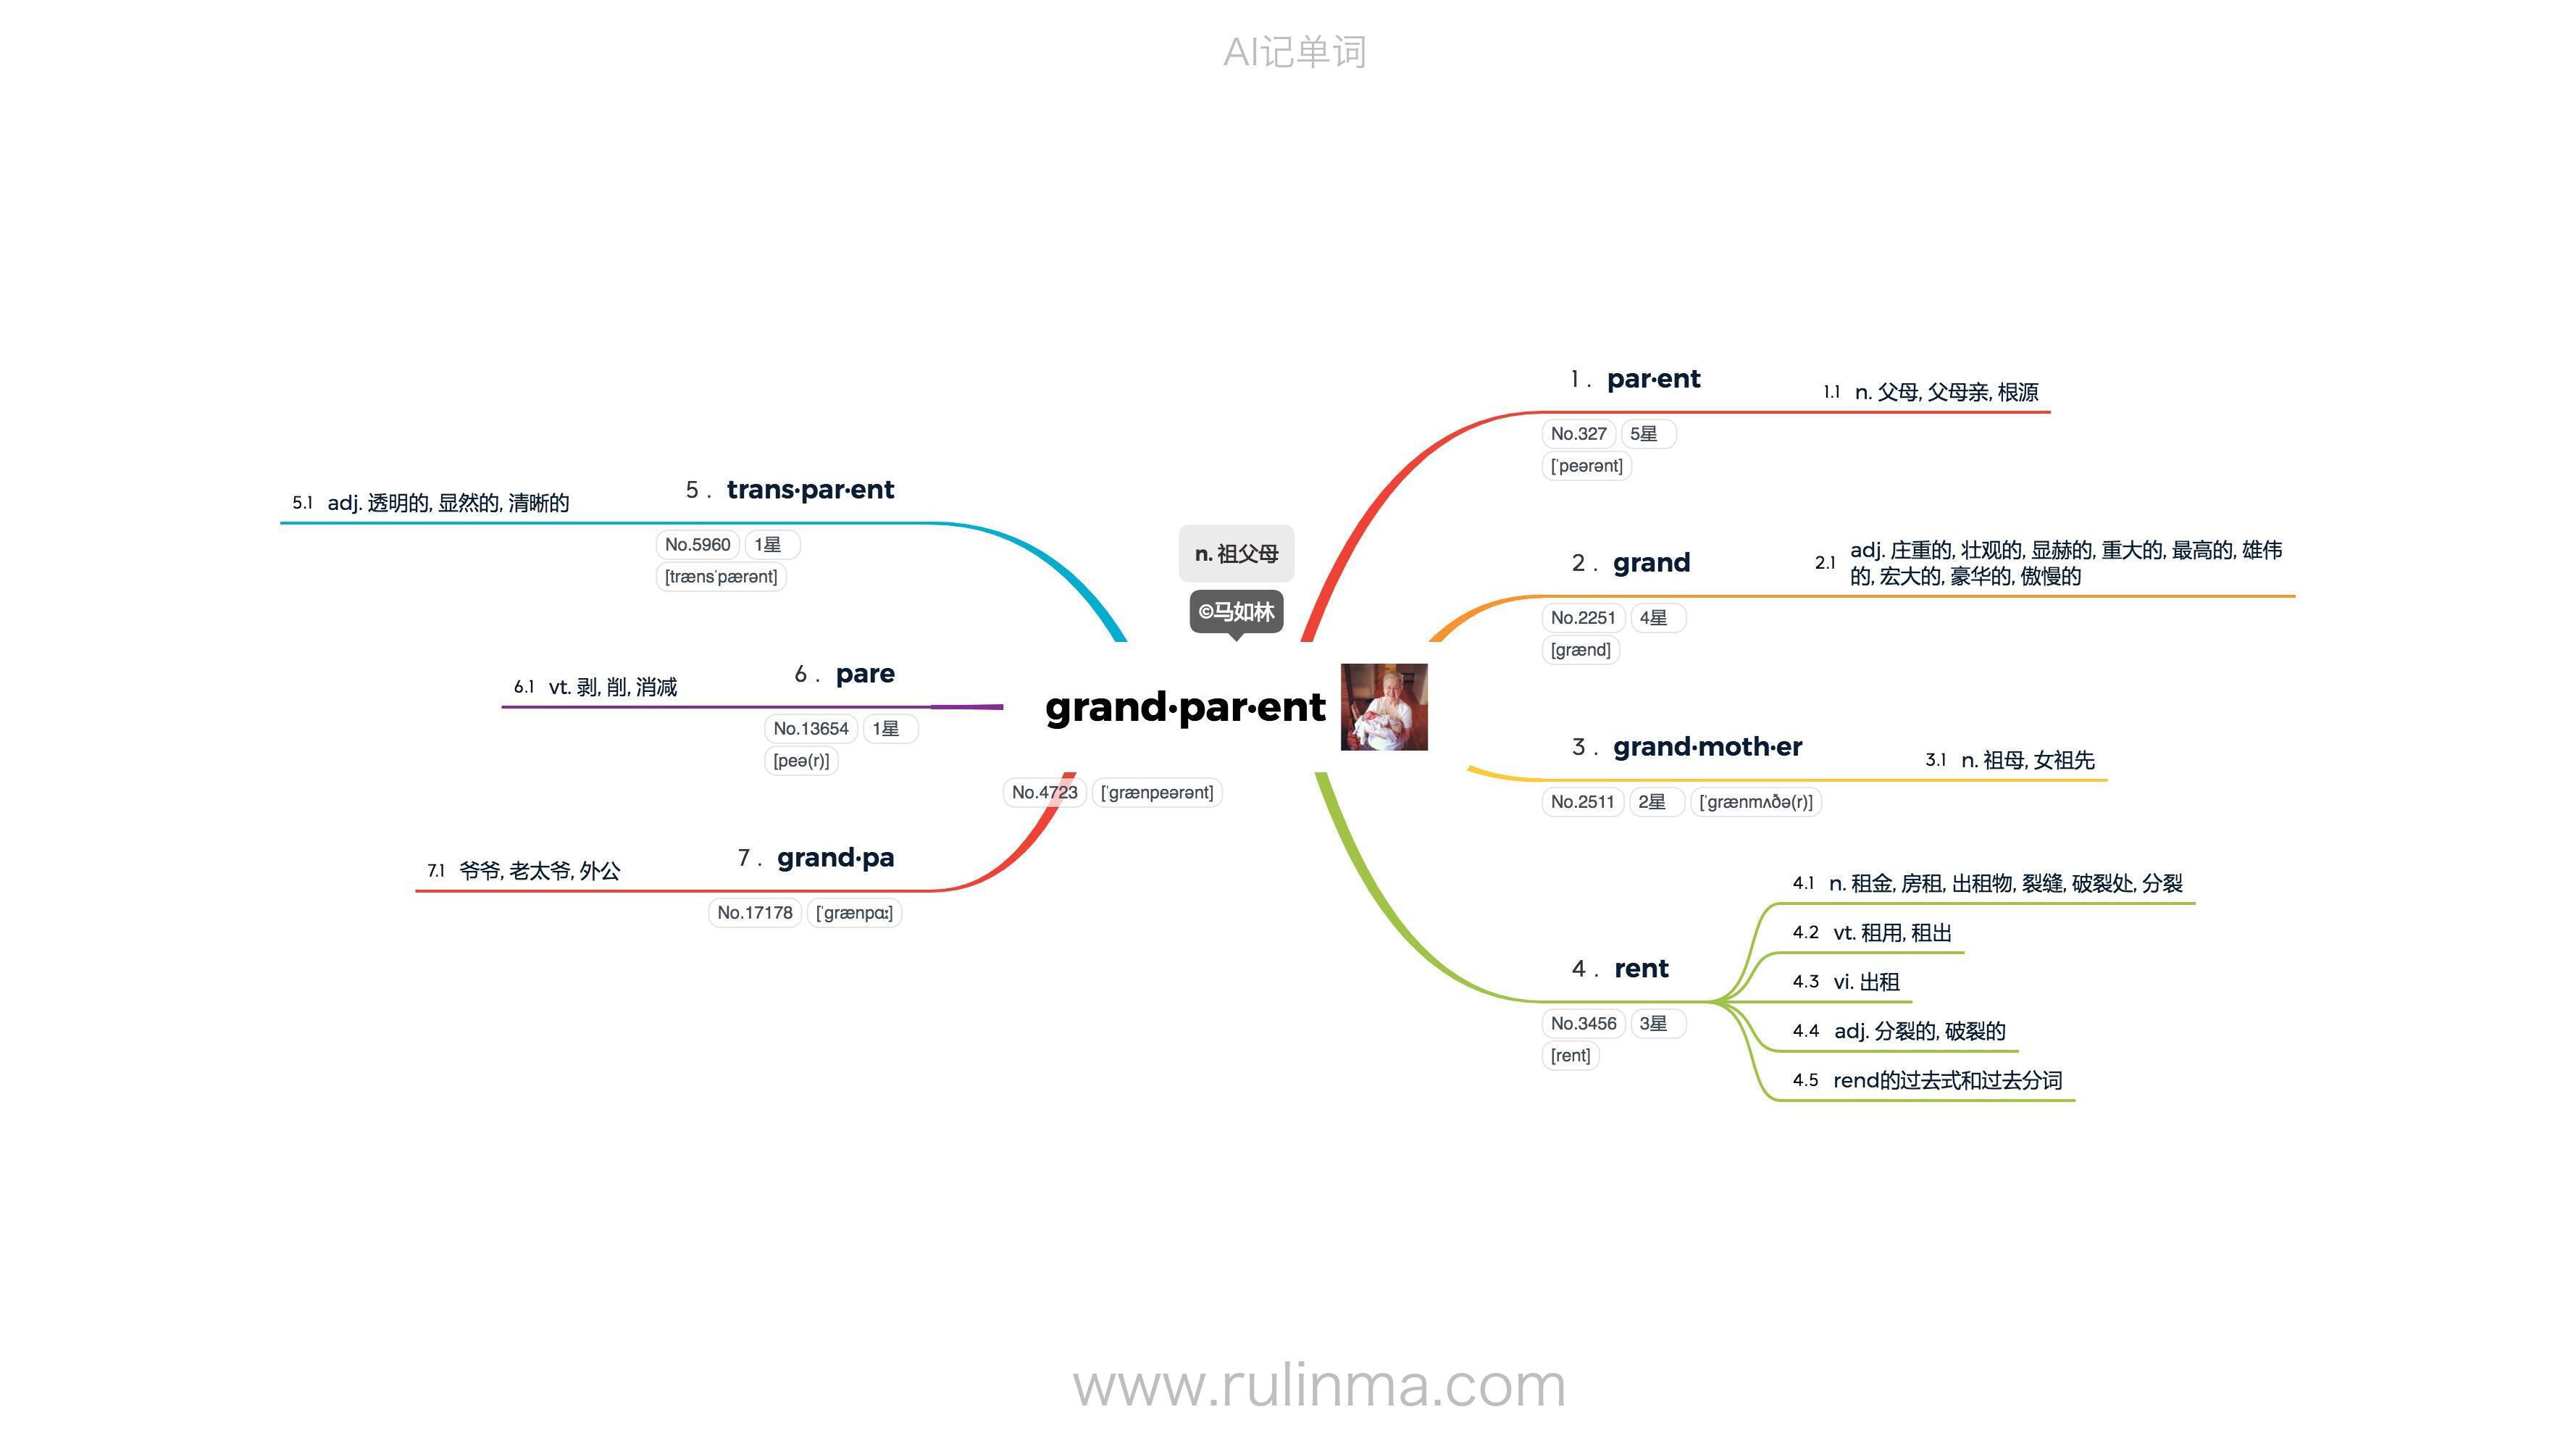 AI记单词
n. 祖父母
©马如林
grand·par·ent
No.4723 [ˈgrænpeərənt]
1 . par·ent
No.327 5星
[ˈpeərənt]
1.1 n. 父母, 父母亲, 根源
2 . grand
No.2251 4星
[grænd]
2.1 adj. 庄重的, 壮观的, 显赫的, 重大的, 最高的, 雄伟
的, 宏大的, 豪华的, 傲慢的
3 . grand·moth·er
No.2511 2星 [ˈgrænmʌðə(r)]
3.1 n. 祖母, 女祖先
4 . rent
No.3456 3星
[rent]
4.1 n. 租金, 房租, 出租物, 裂缝, 破裂处, 分裂
4.2 vt. 租用, 租出
4.3 vi. 出租
4.4 adj. 分裂的, 破裂的
4.5 rend的过去式和过去分词
5 . trans·par·ent
No.5960 1星
[trænsˈpærənt]
5.1 adj. 透明的, 显然的, 清晰的
6 . pare
No.13654 1星
[peə(r)]
6.1 vt. 剥, 削, 消减
7 . grand·pa
No.17178 [ˈgrænpɑː]
7.1 爷爷, 老太爷, 外公
www.rulinma.com